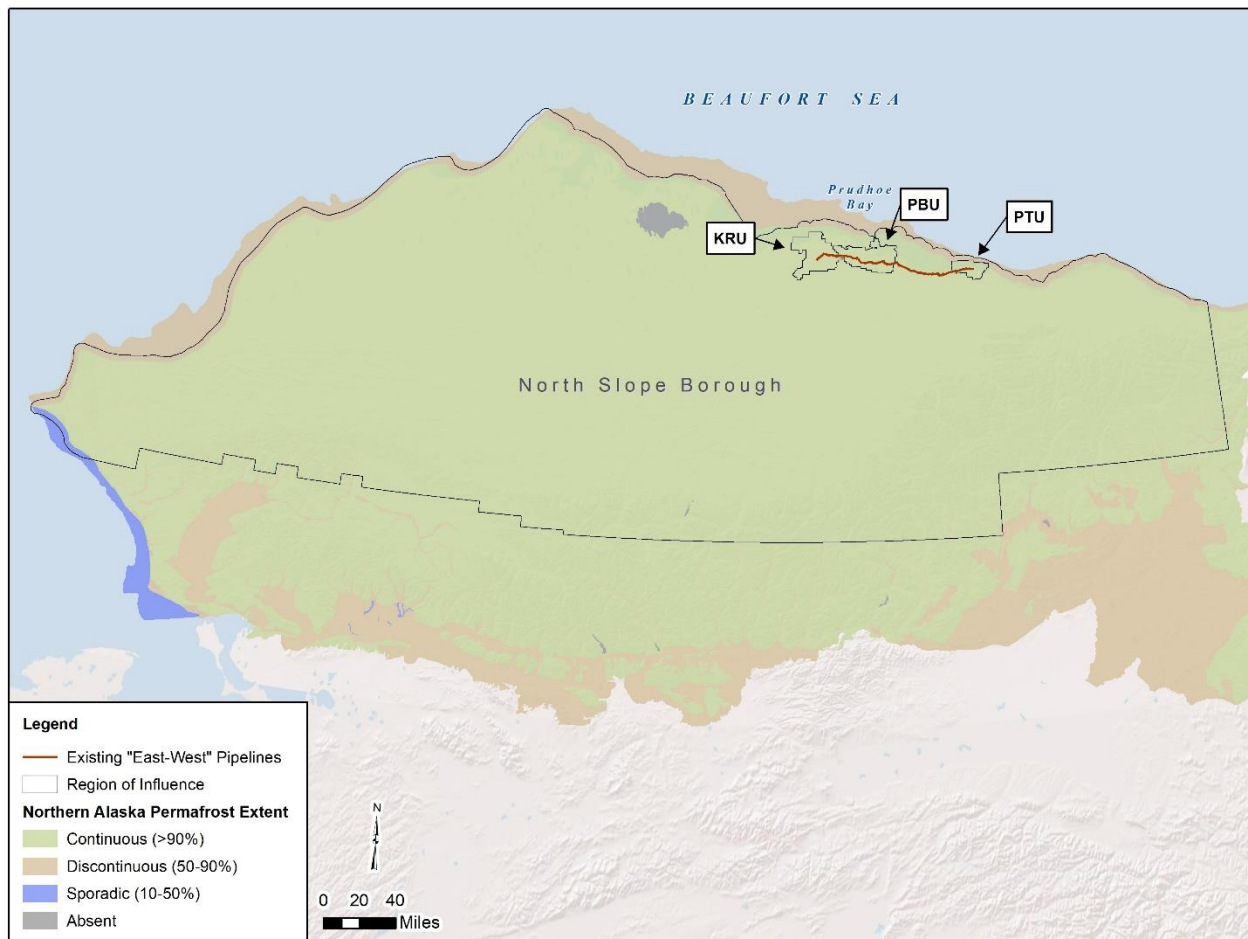 BEAUFORT SEA
Prudhoe
Bay
PBU
PTU
KRU
North Slope Borough
Legend
Existing "East-West" Pipelines
Region of Influence
Northern Alaska Permafrost Extent
Continuous (>90%)
Discontinuous (50-90%)
Sporadic (10-50%)
Absent
N
0 20 40
Miles